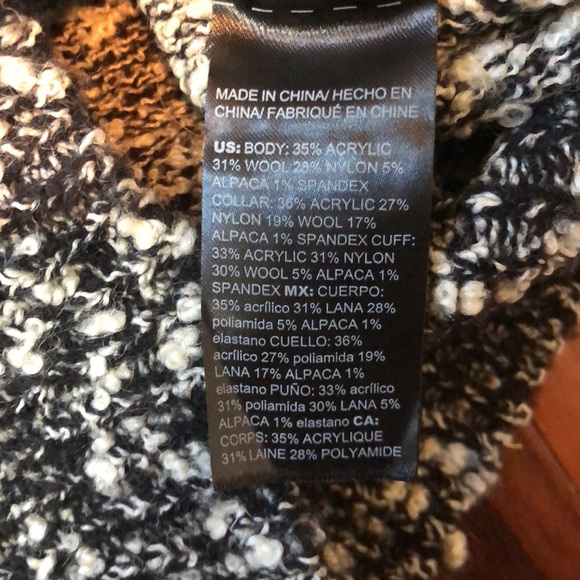 MADE IN CHINA/ HECHO EN
CHINA/ FABRIQUÉ EN CHINE
US: BODY: 35% ACRYLIC
31% WOOL 28% NYLON 5%
ALPACA 1% SPANDEX
COLLAR: 36% ACRYLIC 27%
NYLON 19% WOOL 17%
ALPACA 1% SPANDEX CUFF:
33% ACRYLIC 31% NYLON
30% WOOL 5% ALPACA 1%
SPANDEX MX: CUERPO:
35% acrílico 31% LANA 28%
poliamida 5% ALPACA 1%
elastano CUELLO: 36%
acrílico 27% poliamida 19%
LANA 17% ALPACA 1%
elastano PUÑO: 33% acrílico
31% poliamida 30% LANA 5%
ALPACA 1% elastano CA:
CORPS: 35% ACRYLIQUE
31% LAINE 28% POLYAMIDE